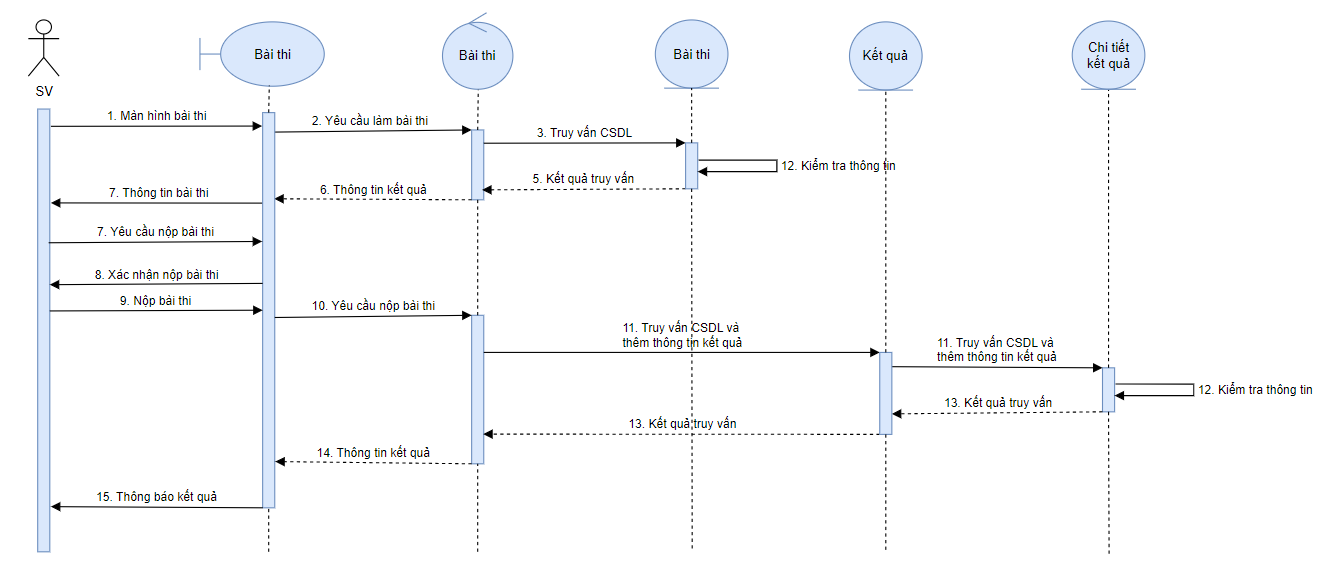 SV
Bài thi
Bài thi
Bài thi
Kết quả
Chi tiết
kết quả
1. Màn hình bài thi
2. Yêu cầu làm bài thi
3. Truy vấn CSDL
12. Kiểm tra thông tin
5. Kết quả truy vấn
6. Thông tin kết quả
7. Thông tin bài thi
7. Yêu cầu nộp bài thi
8. Xác nhận nộp bài thi
9. Nộp bài thi
10. Yêu cầu nộp bài thi
11. Truy vấn CSDL và
thêm thông tin kết quả
11. Truy vấn CSDL và
thêm thông tin kết quả
12. Kiểm tra thông tin
13. Kết quả truy vấn
13. Kết quả truy vấn
14. Thông tin kết quả
15. Thông báo kết quả